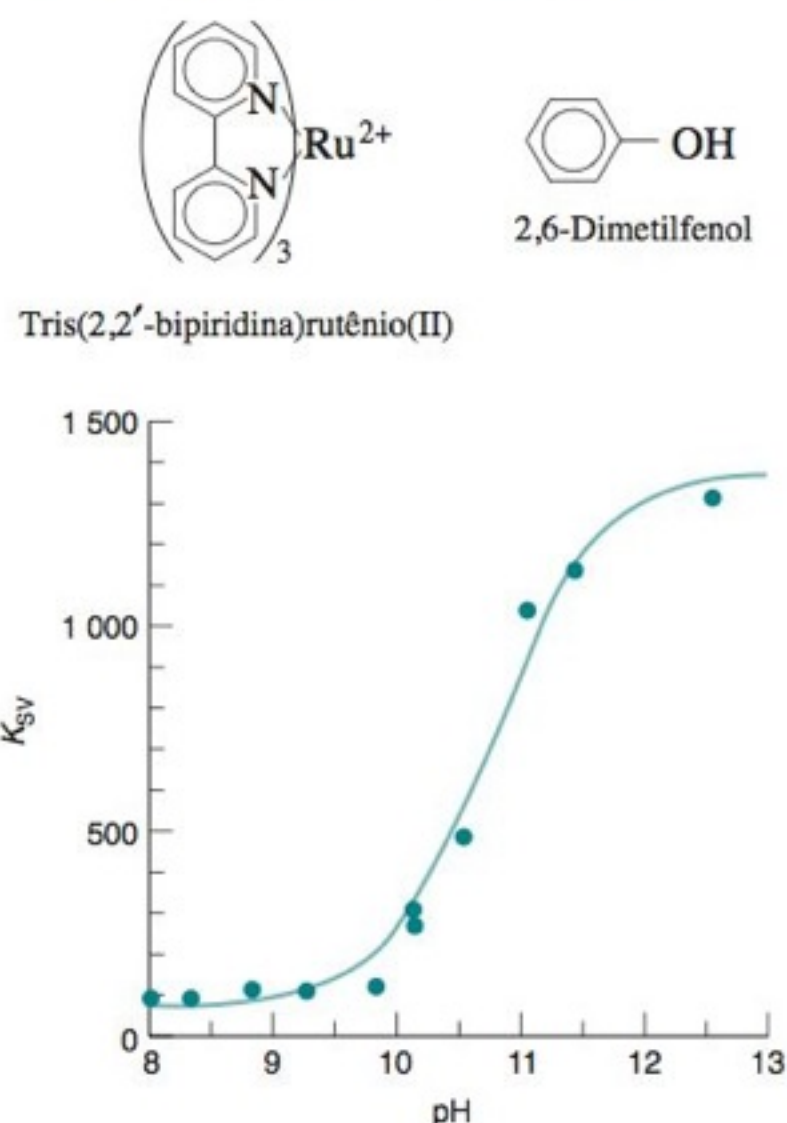 N
Ru2+
N
3
OH
2,6-Dimetilfenol
Tris(2,2′-bipiridina)rutênio(II)
1 500
1 000
500
0
KSV
8 9 10 11 12 13
pH